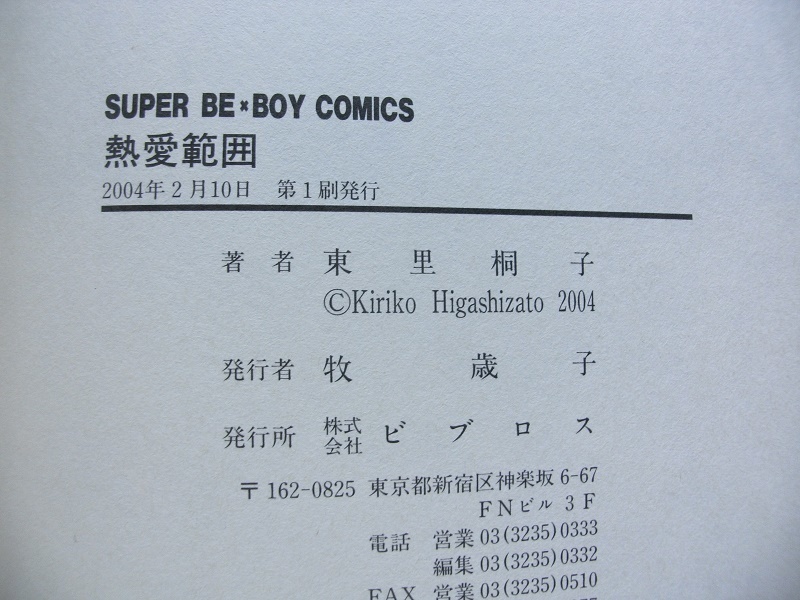 SUPER BE×BOY COMICS
熱愛範囲
2004年2月10日 第1刷発行
著者 東里桐子
©Kiriko Higashizato 2004
発行者 牧歳子
発行所 株式会社 ビブロス
〒162-0825 東京都新宿区神楽坂 6-67
FNビル 3F
電話 営業 03(3235)0333
編集 03(3235)0332
FAX 営業 03(3235)0510